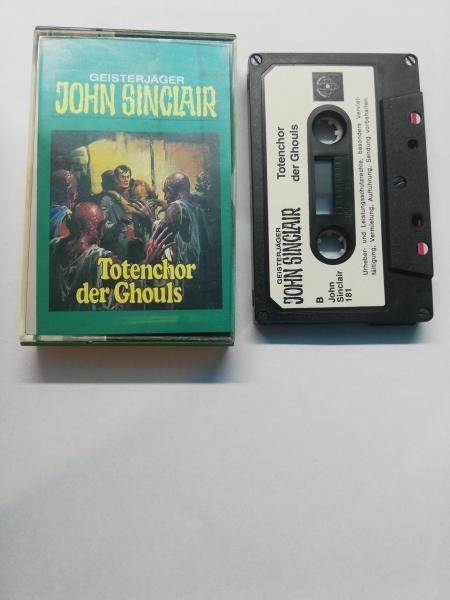 GEISTERJÄGER
JOHN SINCLAIR
Totenchor
der Ghouls
GEISTERJÄGER
JOHN SINCLAIR
Totenchor
der Ghouls
B
John
Sinclair
181
Urheber- und Leistungsschutzrechte, besonders Verviel-
fältigung, Vermietung, Aufführung, Sendung vorbehalten.